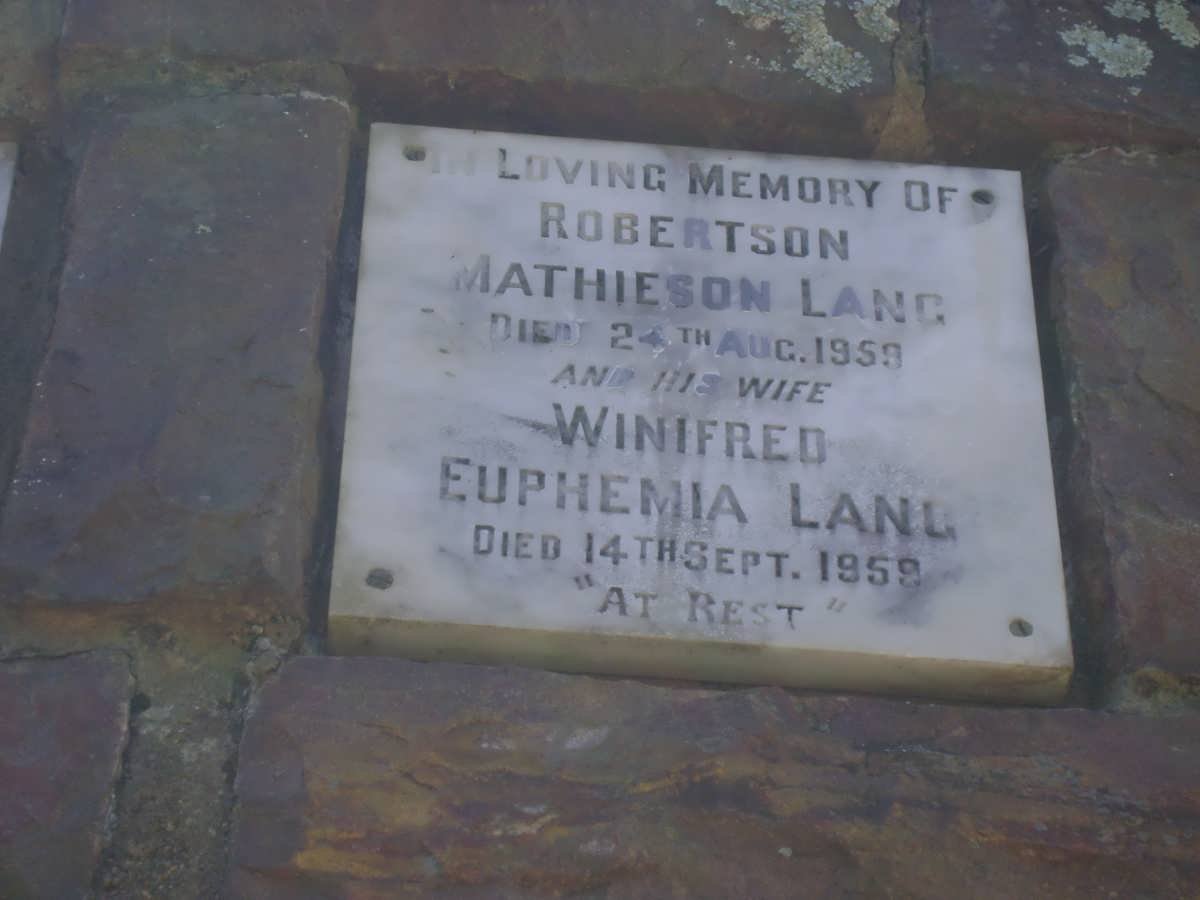 IN LOVING MEMORY OF
ROBERTSON
MATHIESON LANG
DIED 24TH AUG. 1959
AND HIS WIFE
WINIFRED
EUPHEMIA LANG
DIED 14TH SEPT. 1959
"AT REST"